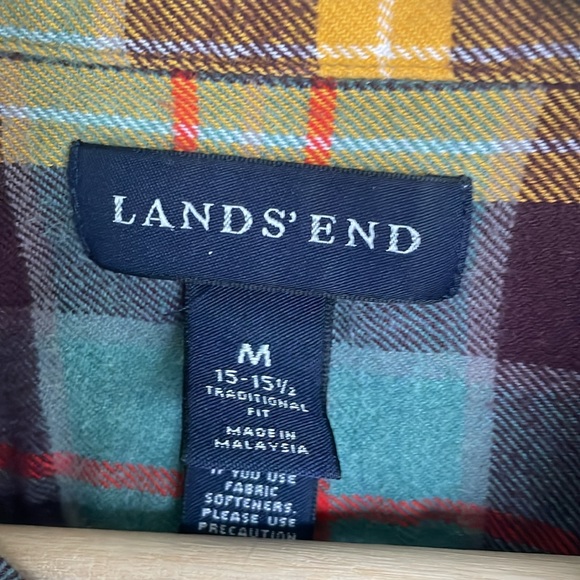 LANDS' END
M
15-15½
TRADITIONAL
FIT
MADE IN
MALAYSIA
IF YOU USE
FABRIC
SOFTENERS.
PLEASE USE
PRECAUTION